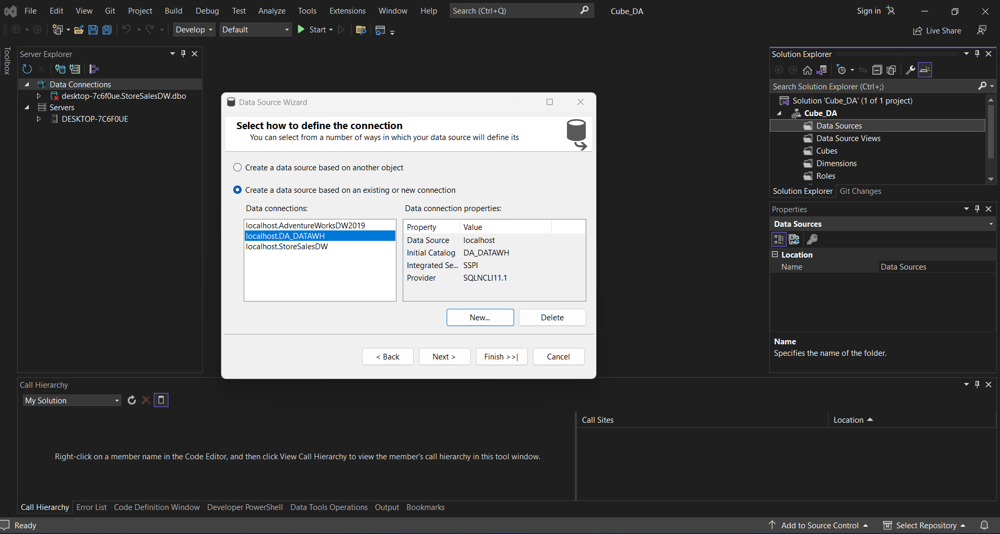 File Edit View Git Project Build Debug Test Analyze Tools Extensions Window Help Search (Ctrl+Q) Cube_DA Sign in
Develop Default Start Live Share
Toolbox
Server Explorer
Data Connections
desktop-7c6f0ue.StoreSalesDW.dbo
Servers
DESKTOP-7C6F0UE
Data Source Wizard
Select how to define the connection
You can select from a number of ways in which your data source will define its
Create a data source based on another object
Create a data source based on an existing or new connection
Data connections: Data connection properties:
localhost.AdventureWorksDW2019
localhost.DA_DATAWH
localhost.StoreSalesDW
Property Value
Data Source localhost
Initial Catalog DA_DATAWH
Integrated Se... SSPI
Provider SQLNCLI11.1
New... Delete
< Back Next > Finish >>| Cancel
Solution Explorer
Search Solution Explorer (Ctrl+;)
Solution 'Cube_DA' (1 of 1 project)
Cube_DA
Data Sources
Data Source Views
Cubes
Dimensions
Roles
Solution Explorer Git Changes
Properties
Data Sources
Location
Name Data Sources
Name
Specifies the name of the folder.
Call Hierarchy
My Solution
Call Sites Location
Right-click on a member name in the Code Editor, and then click View Call Hierarchy to view the member's call hierarchy in this tool window.
Call Hierarchy Error List Code Definition Window Developer PowerShell Data Tools Operations Output Bookmarks
Ready Add to Source Control Select Repository